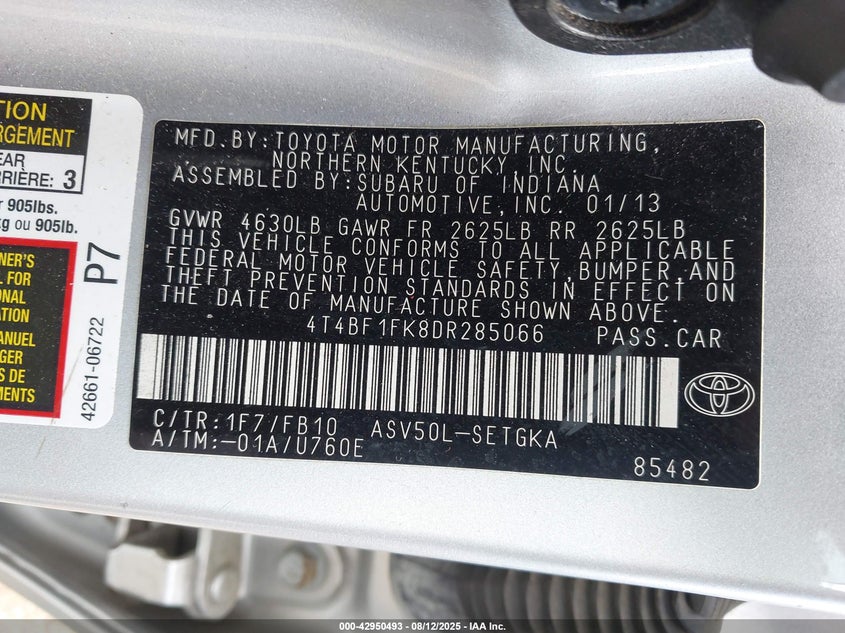 TION
RGEMENT
EAR
RRIÈRE: 3
r 905lbs.
kg ou 905lb.
NER'S
L FOR
ONAL
ATION
ANUEL
GER
S DE
EMENTS
P7
42661-06722
MFD.BY:TOYOTA MOTOR MANUFACTURING,
NORTHERN KENTUCKY,INC.
ASSEMBLED BY:SUBARU OF INDIANA
AUTOMOTIVE,INC. 01/13
GVWR 4630LB GAWR FR 2625LB RR 2625LB
THIS VEHICLE CONFORMS TO ALL APPLICABLE
FEDERAL MOTOR VEHICLE SAFETY,BUMPER,AND
THEFT PREVENTION STANDARDS IN EFFECT ON
THE DATE OF MANUFACTURE SHOWN ABOVE.
4T4BF1FK8DR285066 PASS.CAR
C/TR:1F7/FB10 ASV50L-SETGKA
A/TM:-01A/U760E
85482
000-42950493 - 08/12/2025 - IAA Inc.